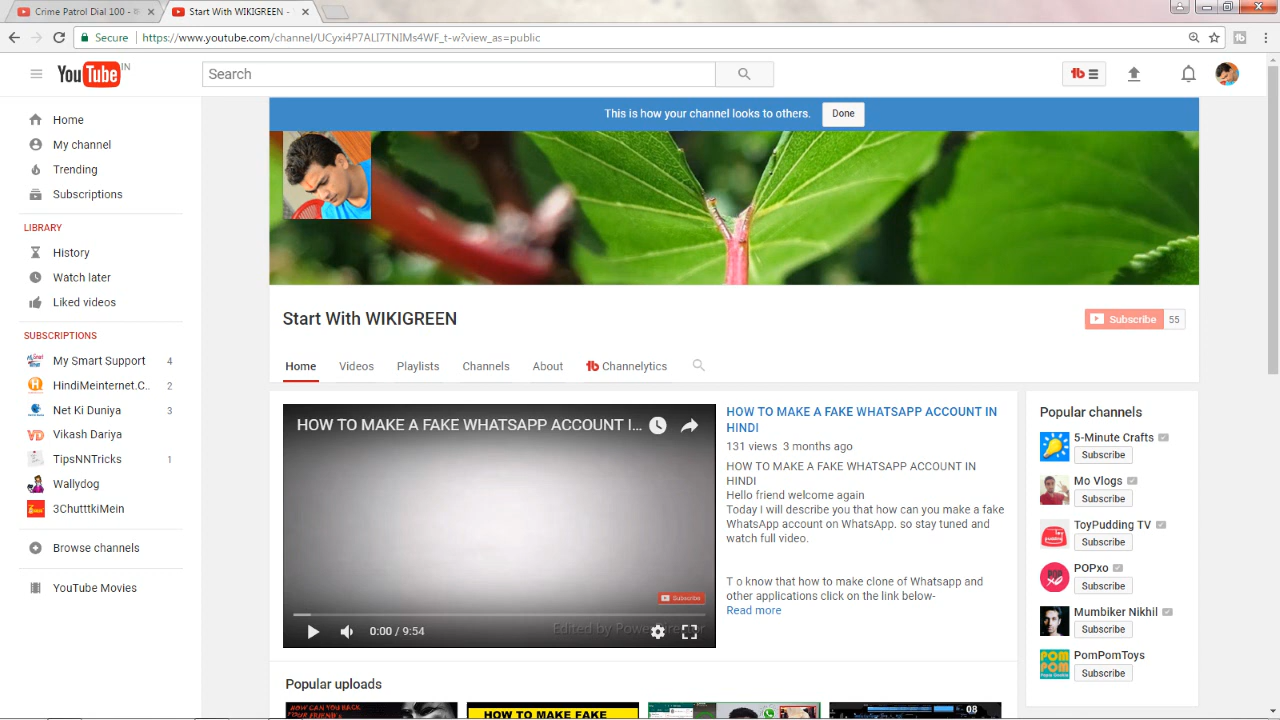 Crime Patrol Dial 100 -
Start With WIKIGREEN -
Secure
https://www.youtube.com/channel/UCyxi4P7ALI7TNIMs4WF_t-w?view_as=public
YouTube IN
Search
This is how your channel looks to others.
Done
Home
My channel
Trending
Subscriptions
LIBRARY
History
Watch later
Liked videos
SUBSCRIPTIONS
My Smart Support 4
HindiMeinternet.C.. 2
Net Ki Duniya 3
Vikash Dariya
TipsNNTricks 1
Wallydog
3ChutttkiMein
Browse channels
YouTube Movies
Start With WIKIGREEN
Subscribe 55
Home Videos Playlists Channels About Channelytics
HOW TO MAKE A FAKE WHATSAPP ACCOUNT I...
Subscribe
0:00 / 9:54
HOW TO MAKE A FAKE WHATSAPP ACCOUNT IN
HINDI
131 views 3 months ago
HOW TO MAKE A FAKE WHATSAPP ACCOUNT IN
HINDI
Hello friend welcome again
Today I will describe you that how can you make a fake
WhatsApp account on WhatsApp. so stay tuned and
watch full video.
T o know that how to make clone of Whatsapp and
other applications click on the link below-
Read more
Popular channels
5-Minute Crafts
Subscribe
Mo Vlogs
Subscribe
ToyPudding TV
Subscribe
POPxo
Subscribe
Mumbiker Nikhil
Subscribe
PomPomToys
Subscribe
Popular uploads
HOW CAN YOU BACK
YOUR FRIEND'S
HOW TO MAKE FAKE
08